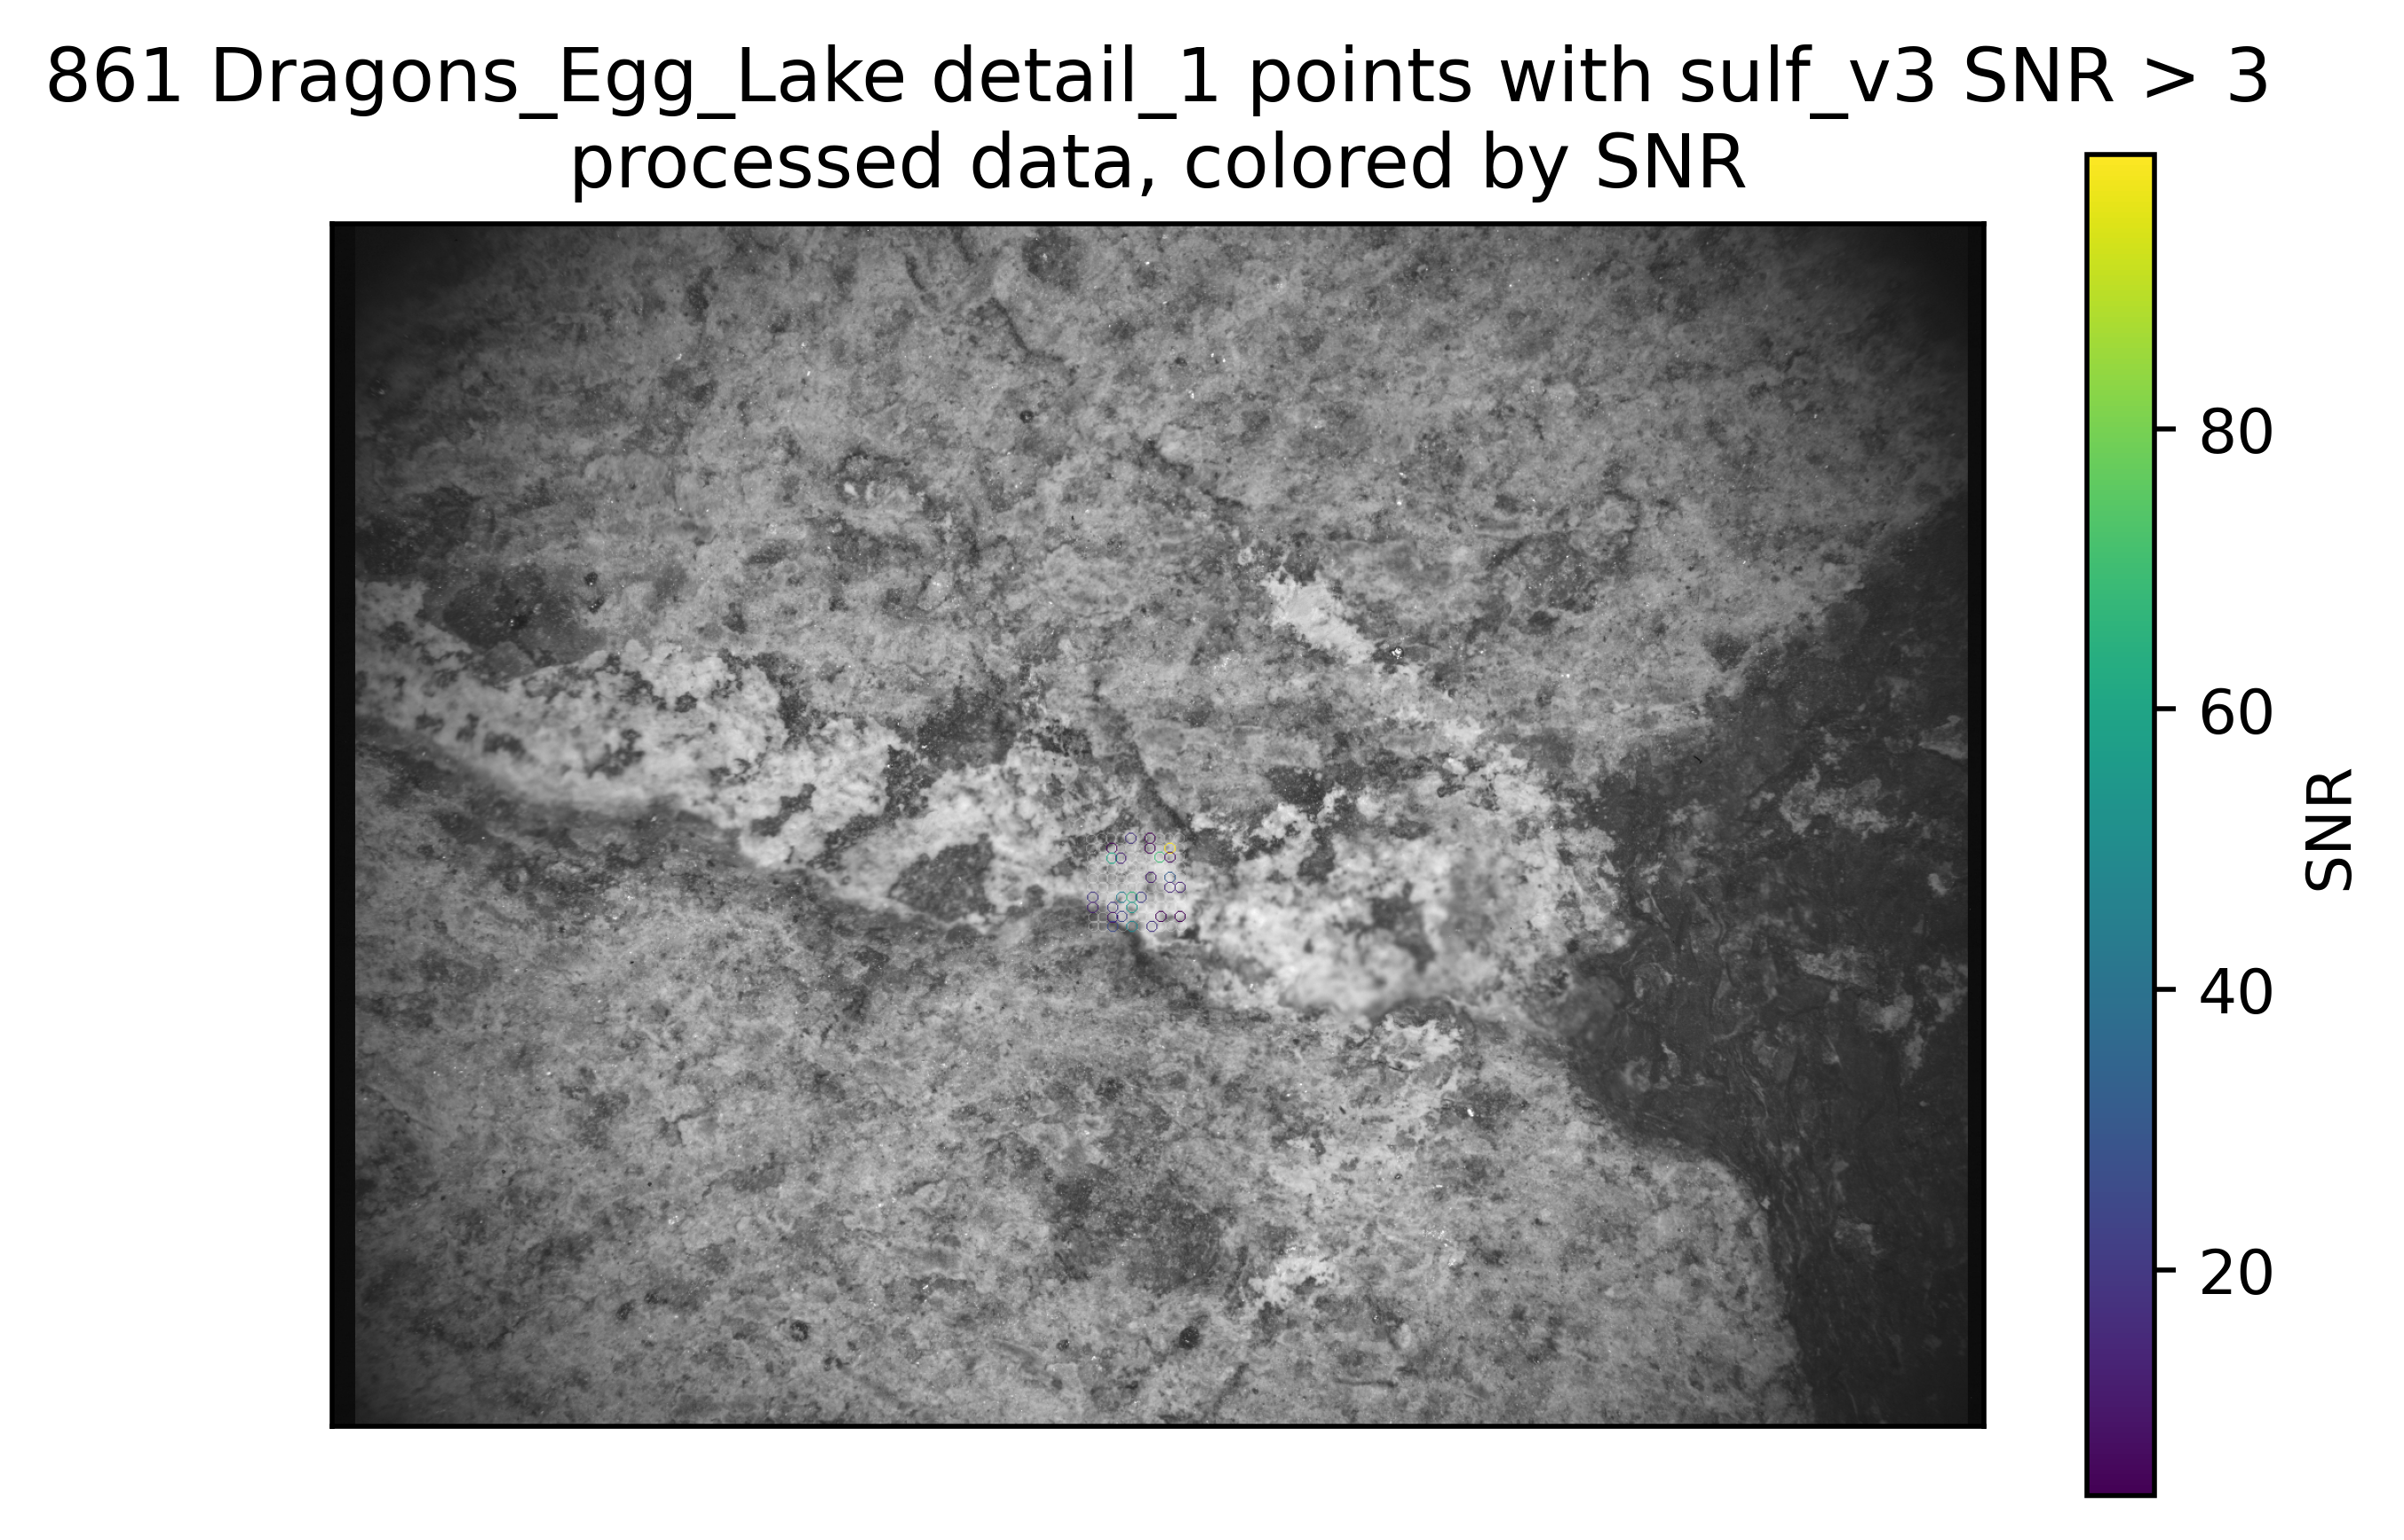 861 Dragons_Egg_Lake detail_1 points with sulf_v3 SNR > 3
processed data, colored by SNR
80
60
40
20
SNR